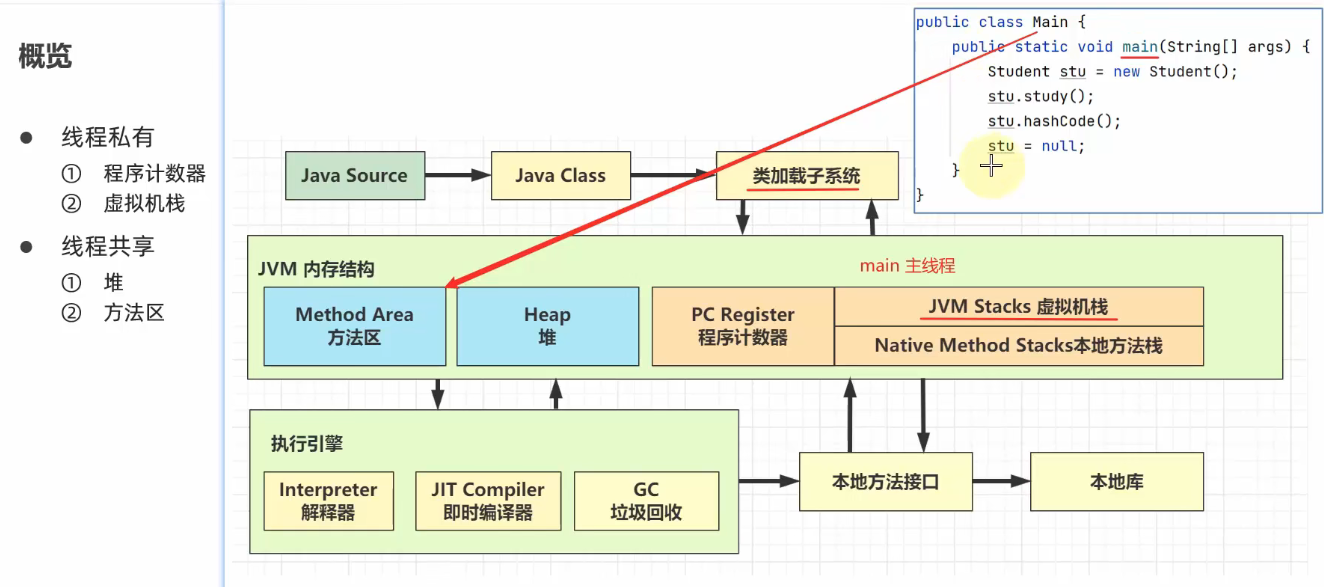 概览
● 线程私有
① 程序计数器
② 虚拟机栈
● 线程共享
① 堆
② 方法区
public class Main {
public static void main(String[] args) {
Student stu = new Student();
stu.study();
stu.hashCode();
stu = null;
}
}
Java Source
Java Class
类加载子系统
JVM 内存结构
main 主线程
Method Area
方法区
Heap
堆
PC Register
程序计数器
JVM Stacks 虚拟机栈
Native Method Stacks本地方法栈
执行引擎
Interpreter
解释器
JIT Compiler
即时编译器
GC
垃圾回收
本地方法接口
本地库